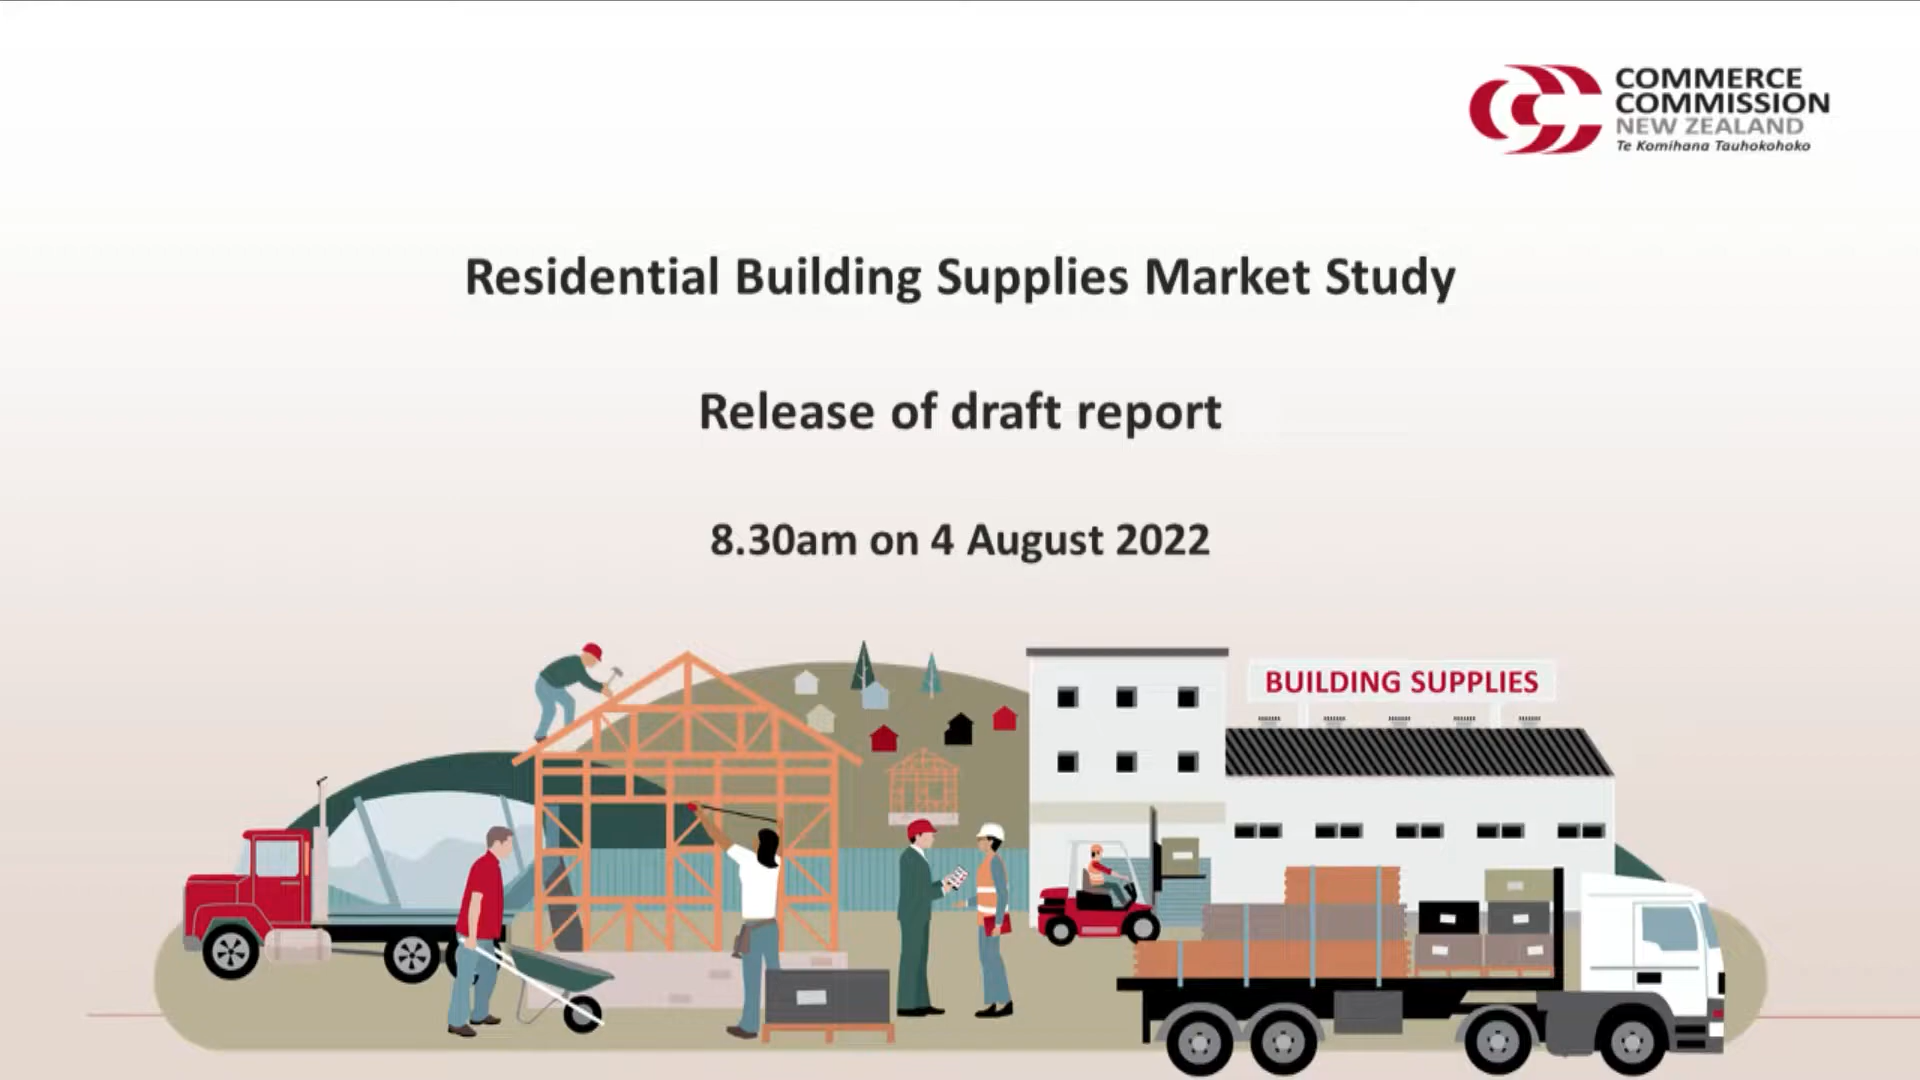 COMMERCE
COMMISSION
NEW ZEALAND
Te Komihana Tauhokohoko
Residential Building Supplies Market Study
Release of draft report
8.30am on 4 August 2022
BUILDING SUPPLIES